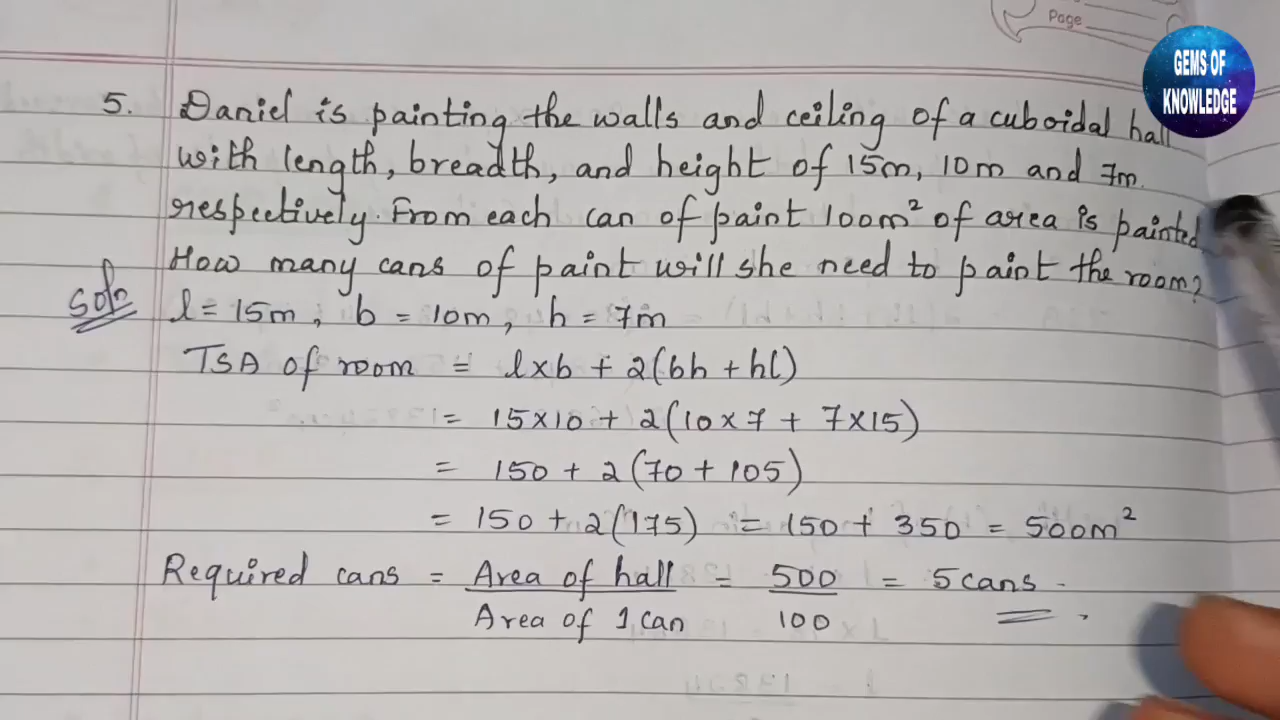 Page
GEMS OF
KNOWLEDGE
5. Daniel is painting the walls and ceiling of a cuboidal hall
with length, breadth, and height of 15m, 10m and 7m
respectively. From each can of paint 100m² of area is painted.
How many cans of paint will she need to paint the room?
Soln
l = 15m, b = 10m, h = 7m
TSA of room = l×b + 2(bh + hl)
= 15×10 + 2(10×7 + 7×15)
= 150 + 2(70 + 105)
= 150 + 2(175) = 150 + 350 = 500m²
Required cans = Area of hall / Area of 1 can = 500 / 100 = 5 cans.